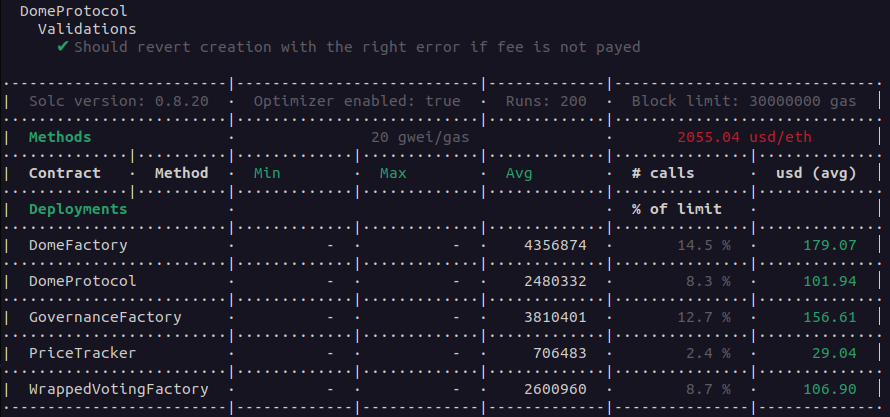 DomeProtocol
Validations
✔ Should revert creation with the right error if fee is not payed
Solc version: 0.8.20 · Optimizer enabled: true · Runs: 200 · Block limit: 30000000 gas
Methods · 20 gwei/gas · 2055.04 usd/eth
Contract · Method · Min · Max · Avg · # calls · usd (avg)
Deployments · · % of limit ·
DomeFactory · - · - · 4356874 · 14.5 % · 179.07
DomeProtocol · - · - · 2480332 · 8.3 % · 101.94
GovernanceFactory · - · - · 3810401 · 12.7 % · 156.61
PriceTracker · - · - · 706483 · 2.4 % · 29.04
WrappedVotingFactory · - · - · 2600960 · 8.7 % · 106.90